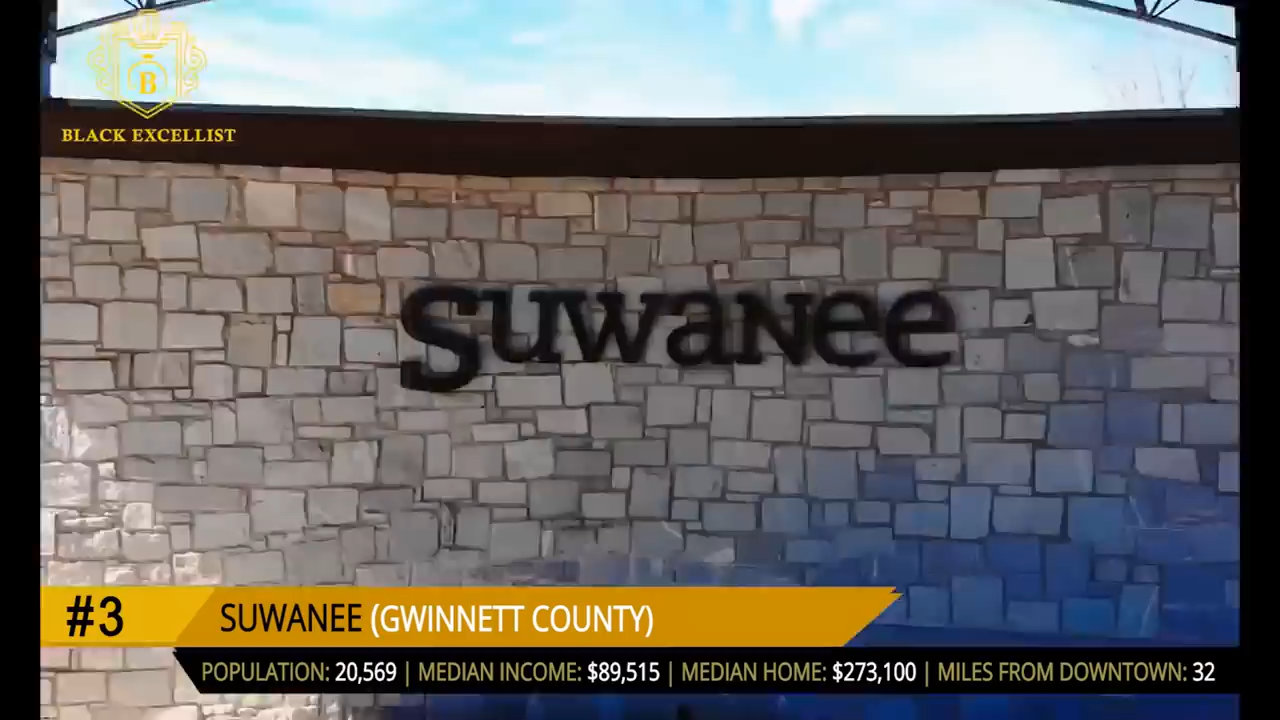 B
BLACK EXCELLIST
Suwanee
#3 SUWANEE (GWINNETT COUNTY)
POPULATION: 20,569 | MEDIAN INCOME: $89,515 | MEDIAN HOME: $273,100 | MILES FROM DOWNTOWN: 32